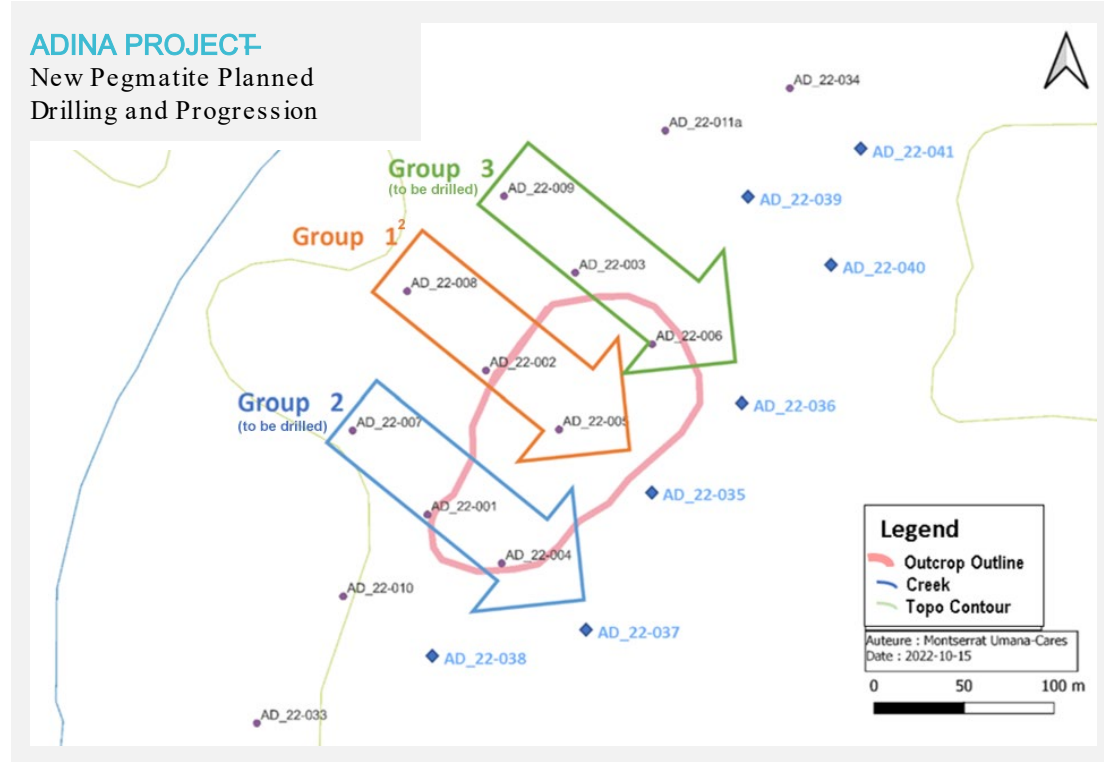 ADINA PROJECT–
New Pegmatite Planned
Drilling and Progression
AD_22-034
AD_22-011a
AD_22-041
Group 3
(to be drilled)
AD_22-009
AD_22-039
Group 1²
AD_22-003
AD_22-040
AD_22-008
AD_22-006
AD_22-002
Group 2
(to be drilled)
AD_22-036
AD_22-007
AD_22-005
AD_22-035
AD_22-001
AD_22-004
AD_22-010
AD_22-037
AD_22-038
AD_22-033
Legend
Outcrop Outline
Creek
Topo Contour
Auteure : Montserrat Umana-Cares
Date : 2022-10-15
0 50 100 m